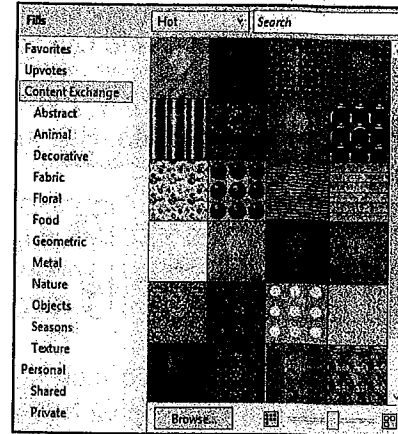 Fills
Hot
Search
Favorites
Upvotes
Content Exchange
Abstract
Animal
Decorative
Fabric
Floral
Food
Geometric
Metal
Nature
Objects
Seasons
Texture
Personal
Shared
Private
Browse...